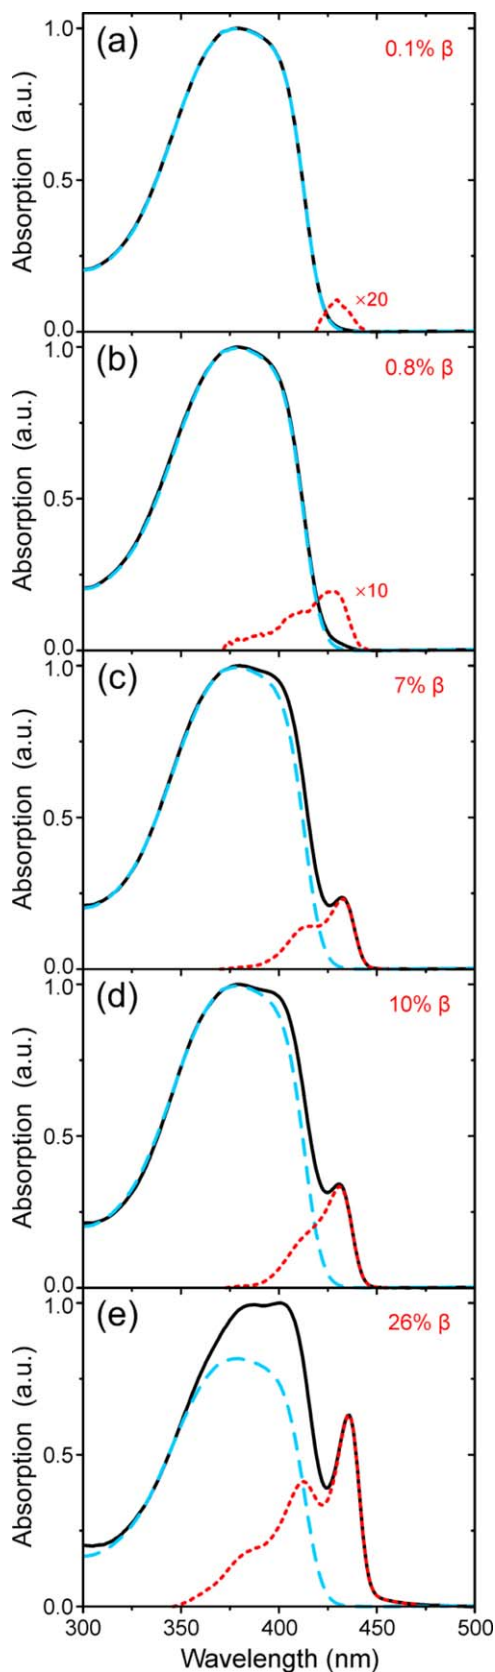 (a)
0.1% β
1.0
0.5
0.0
Absorption (a.u.)
×20
(b)
0.8% β
1.0
0.5
0.0
Absorption (a.u.)
×10
(c)
7% β
1.0
0.5
0.0
Absorption (a.u.)
(d)
10% β
1.0
0.5
0.0
Absorption (a.u.)
(e)
26% β
1.0
0.5
0.0
Absorption (a.u.)
300 350 400 450 500
Wavelength (nm)